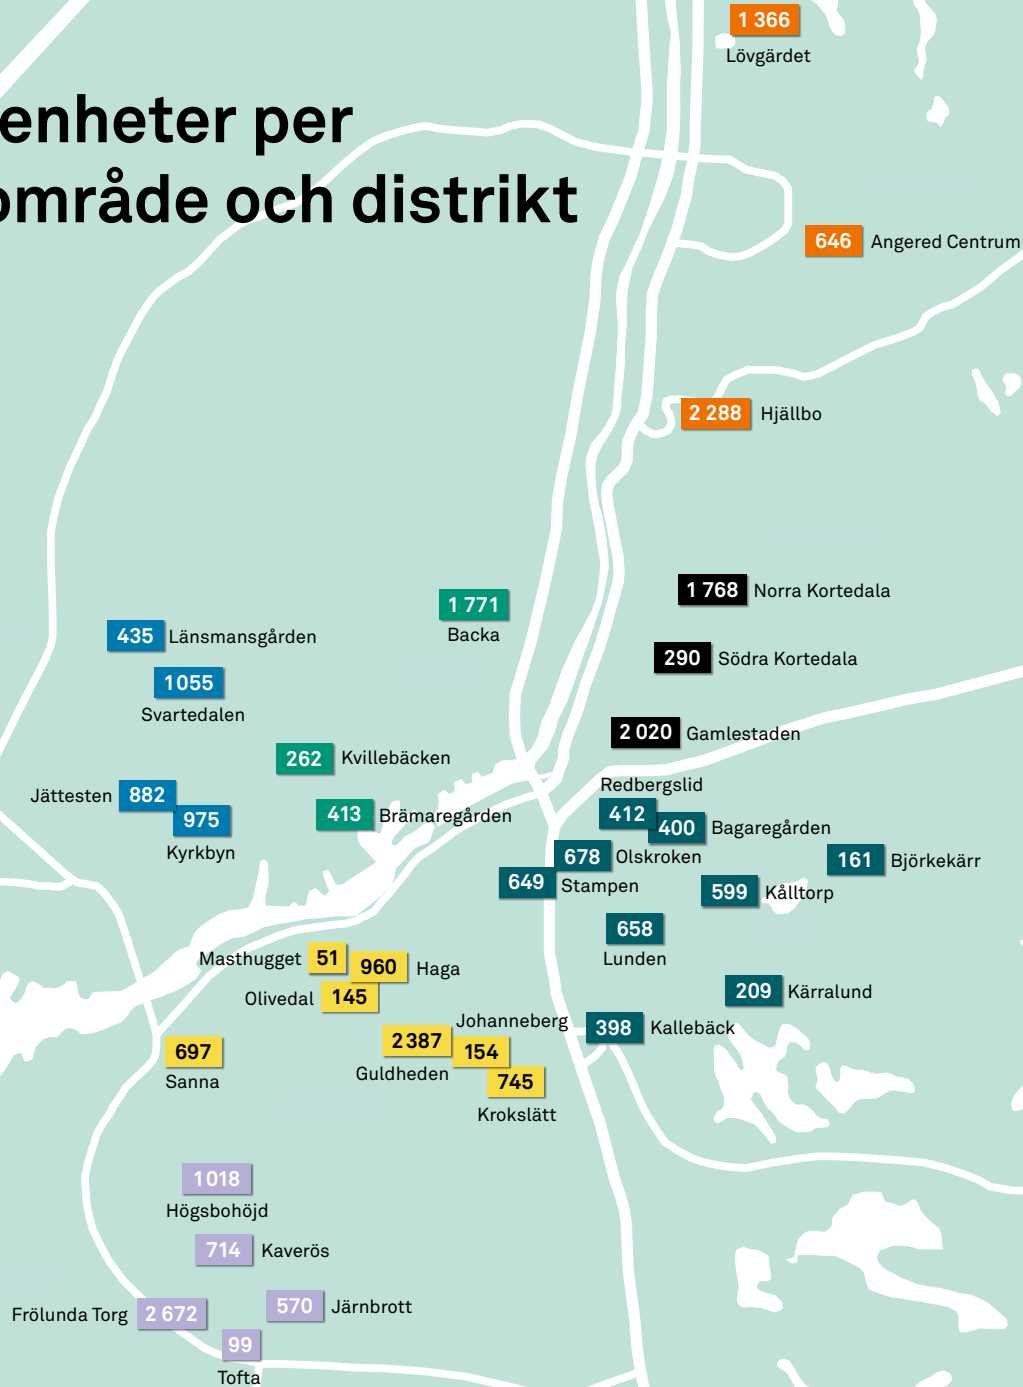 1 366
Lövgärdet
enheter per
område och distrikt
646 Angered Centrum
2 288 Hjällbo
1 768 Norra Kortedala
1 771
Backa
435 Länsmansgården
290 Södra Kortedala
1 055
Svartedalen
2 020 Gamlestaden
262 Kvillebäcken
Redbergslid
412
Jättesten 882
413 Brämaregården
975
Kyrkbyn
400 Bagaregården
678 Olskroken
161 Björkekärr
649 Stampen
599 Kålltorp
658
Lunden
Masthugget 51
960 Haga
Olivedal 145
209 Kärralund
Johanneberg
154
398 Kallebäck
2 387
Guldheden
697
Sanna
745
Krokslätt
1 018
Högsbohöjd
714 Kaverös
570 Järnbrott
Frölunda Torg 2 672
99
Tofta